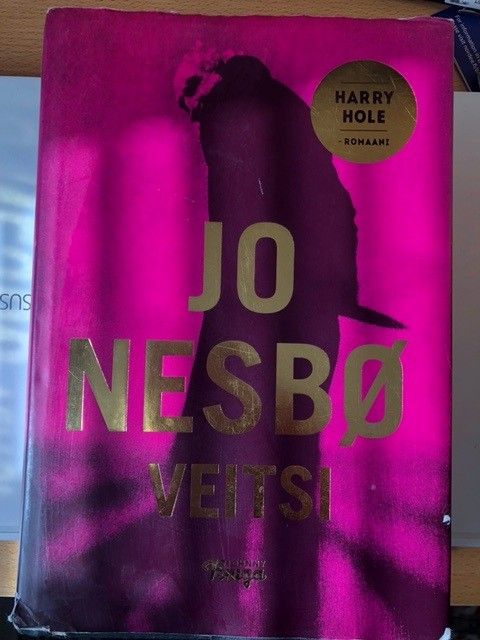 HARRY
HOLE
- ROMAANI
JO
NESBØ
VEITSI